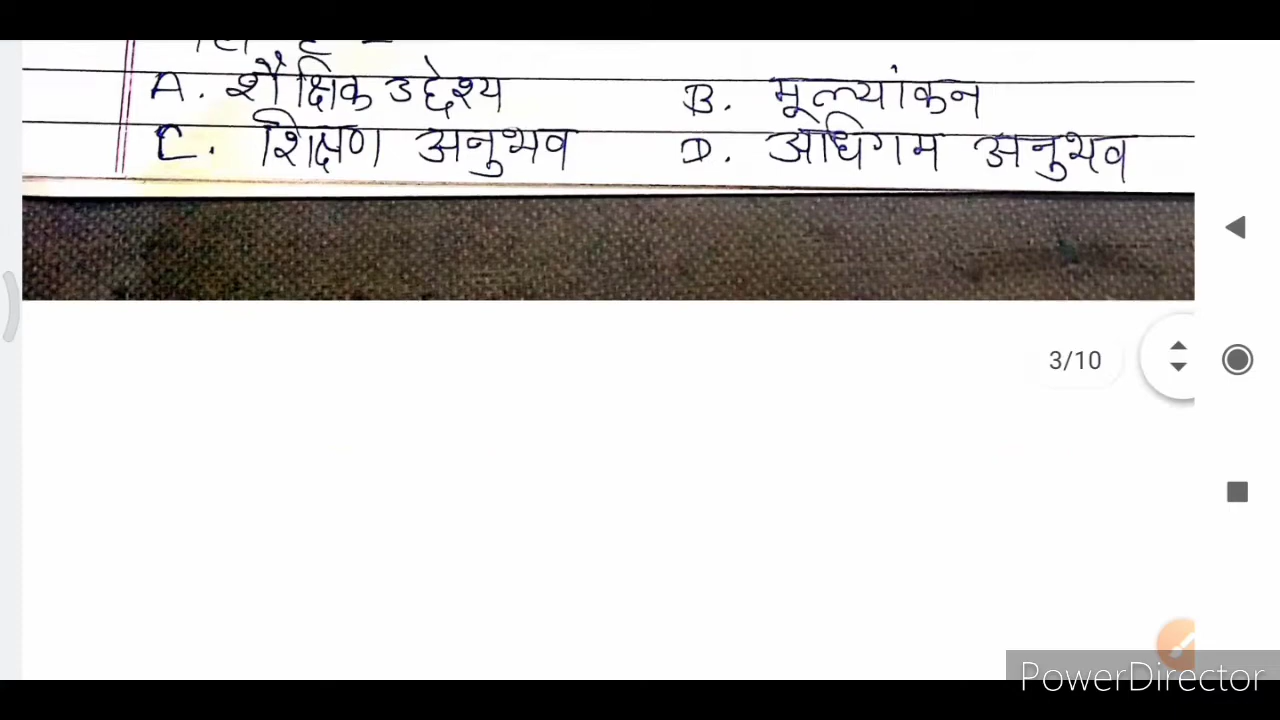 A. शैक्षिक उद्देश्य B. मूल्यांकन
C. शिक्षण अनुभव D. अधिगम अनुभव
3/10
PowerDirector